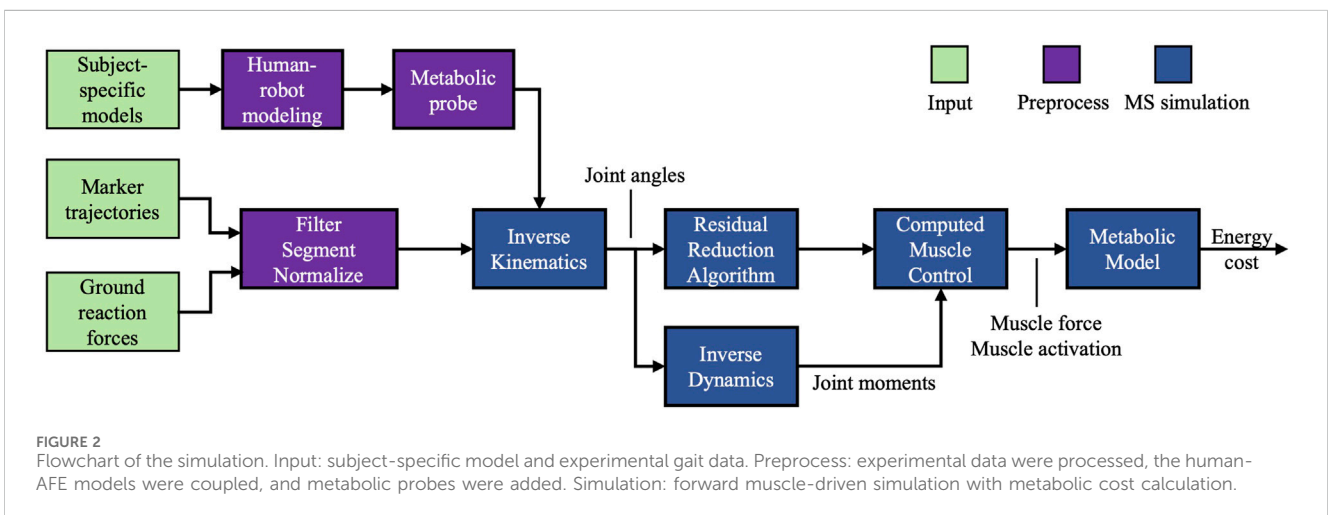 Subject-
specific
models
Human-
robot
modeling
Metabolic
probe
Input
Preprocess
MS simulation
Marker
trajectories
Ground
reaction
forces
Filter
Segment
Normalize
Inverse
Kinematics
Joint angles
Residual
Reduction
Algorithm
Inverse
Dynamics
Joint moments
Computed
Muscle
Control
Muscle force
Muscle activation
Metabolic
Model
Energy
cost
FIGURE 2
Flowchart of the simulation. Input: subject-specific model and experimental gait data. Preprocess: experimental data were processed, the human-
AFE models were coupled, and metabolic probes were added. Simulation: forward muscle-driven simulation with metabolic cost calculation.